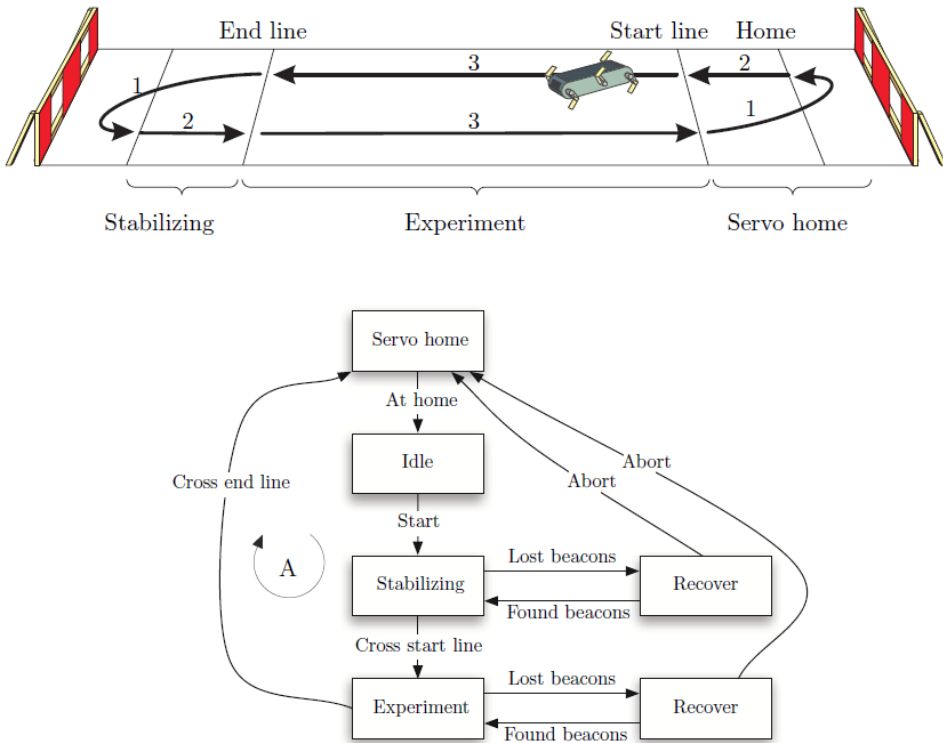 End line
Start line
Home
1
3
2
2
3
1
Stabilizing
Experiment
Servo home
Servo home
At home
Idle
Cross end line
Abort
Abort
Start
A
Lost beacons
Stabilizing
Recover
Found beacons
Cross start line
Lost beacons
Experiment
Recover
Found beacons